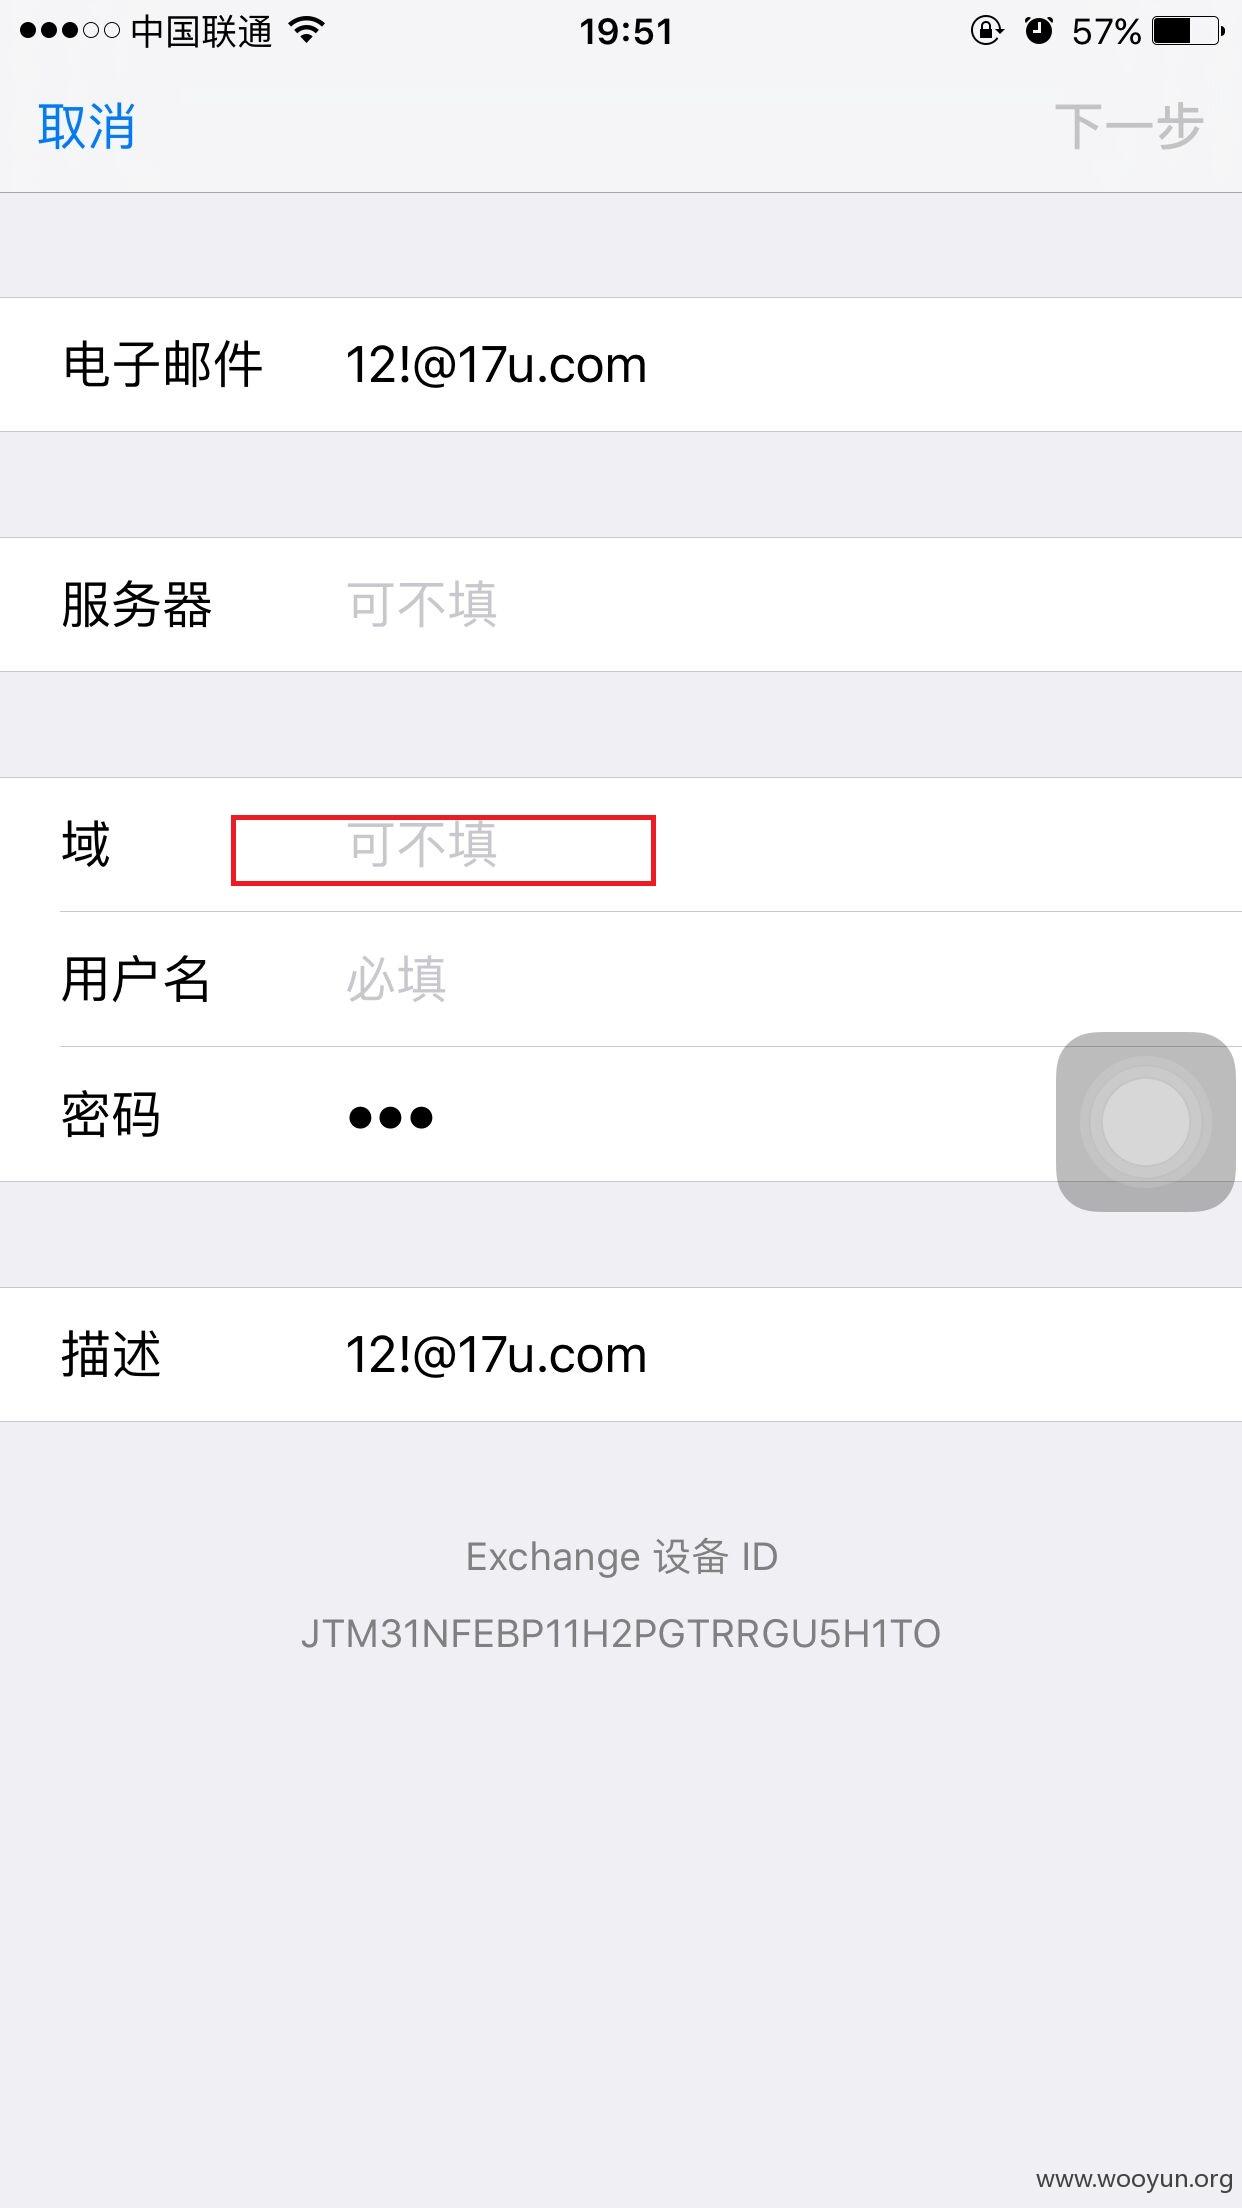 中国联通 19:51 57%
取消 下一步
电子邮件 12!@17u.com
服务器 可不填
域 可不填
用户名 必填
密码 ●●●
描述 12!@17u.com
Exchange 设备 ID
JTM31NFEBP11H2PGTRRGU5H1TO
www.wooyun.org